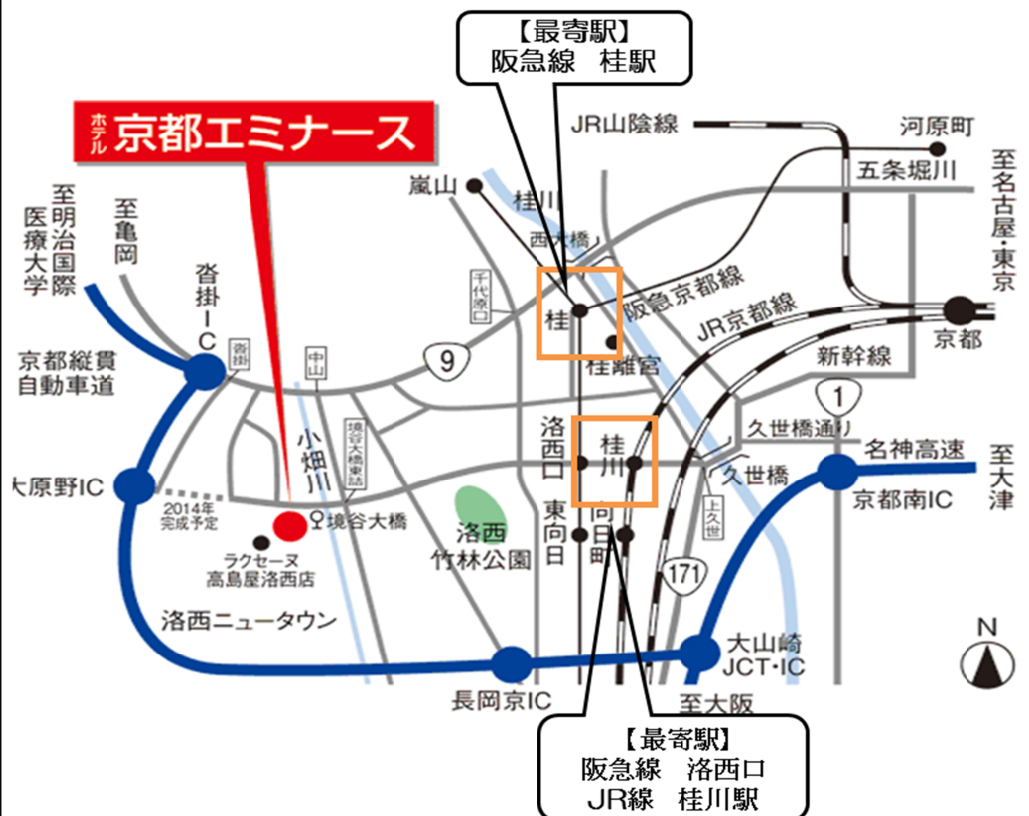 【最寄駅】
阪急線 桂駅
ホテル 京都エミナース
JR山陰線
河原町
五条堀川
至名古屋・東京
嵐山
桂川
西大橋
至明治国際
医療大学
至亀岡
沓掛IC
千代原口
桂
阪急京都線
JR京都線
京都
新幹線
桂離宮
京都縦貫
自動車道
沓掛
中山
9
1
小畑川
境谷大橋東詰
洛西口
桂川
久世橋通り
名神高速
至大津
久世橋
京都南IC
大原野IC
2014年
完成予定
境谷大橋
上久世
ラクセーヌ
高島屋洛西店
洛西
竹林公園
東向日
向日町
171
洛西ニュータウン
大山崎
JCT・IC
N
長岡京IC
至大阪
【最寄駅】
阪急線 洛西口
JR線 桂川駅